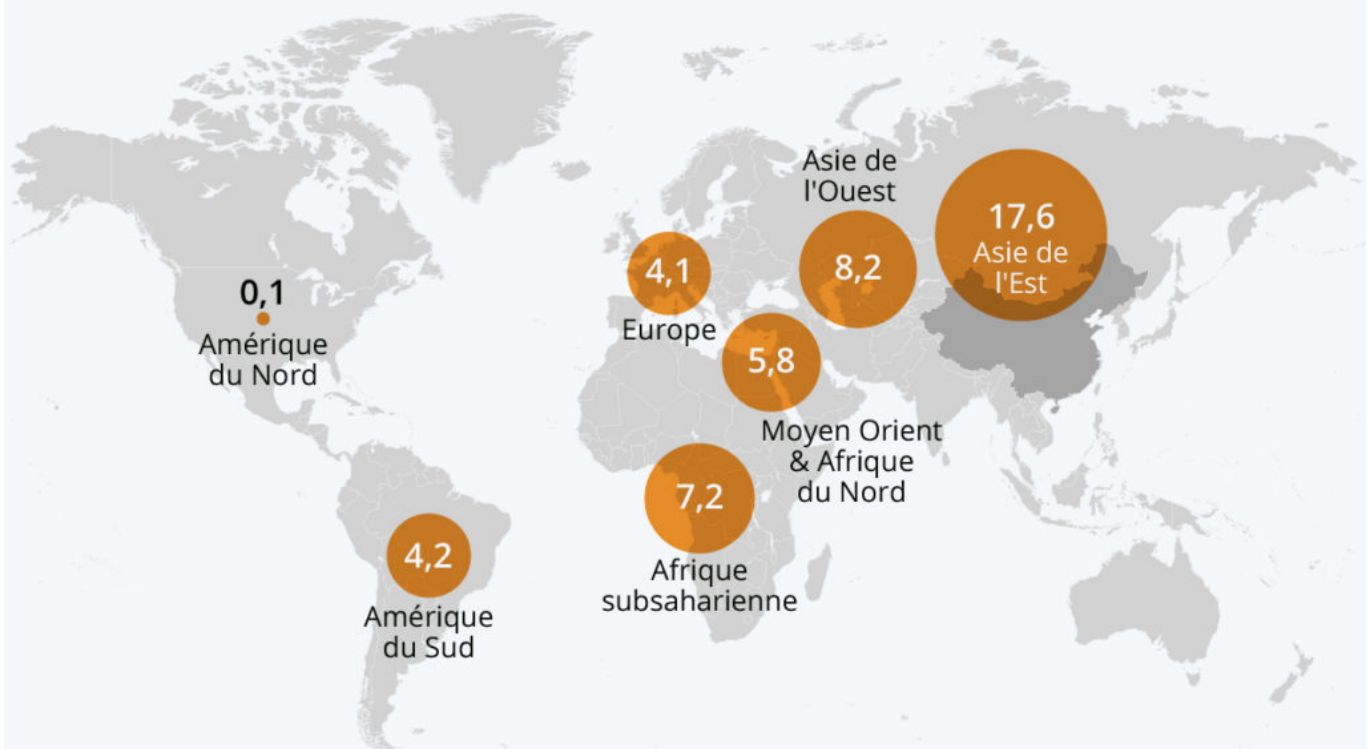 0,1
Amérique
du Nord
4,2
Amérique
du Sud
4,1
Europe
Asie de
l'Ouest
8,2
17,6
Asie de
l'Est
5,8
Moyen Orient
& Afrique
du Nord
7,2
Afrique
subsaharienne